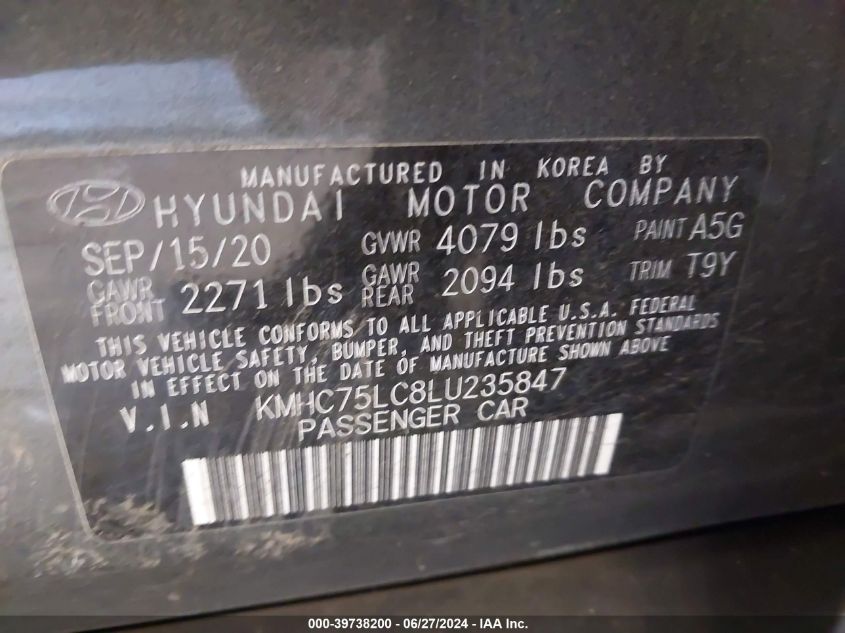 MANUFACTURED IN KOREA BY
HYUNDAI MOTOR COMPANY
SEP/15/20 GVWR 4079 lbs PAINT A5G
GAWR FRONT 2271 lbs GAWR REAR 2094 lbs TRIM T9Y
THIS VEHICLE CONFORMS TO ALL APPLICABLE U.S.A. FEDERAL
MOTOR VEHICLE SAFETY, BUMPER, AND THEFT PREVENTION STANDARDS
IN EFFECT ON THE DATE OF MANUFACTURE SHOWN ABOVE
V.I.N KMHC75LC8LU235847
PASSENGER CAR
000-39738200 - 06/27/2024 - IAA Inc.